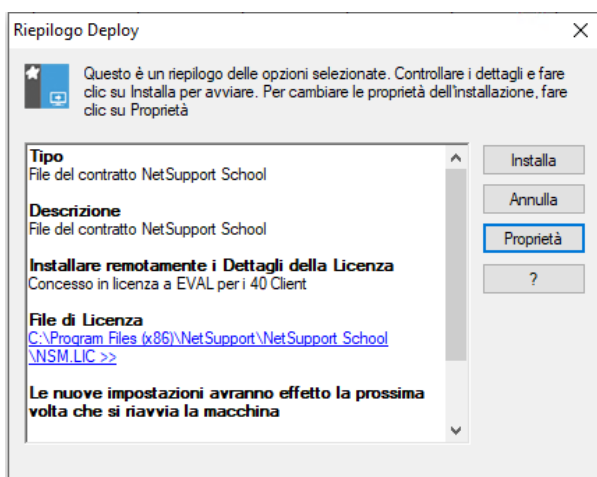 Riepilogo Deploy
Questo è un riepilogo delle opzioni selezionate. Controllare i dettagli e fare
clic su Installa per avviare. Per cambiare le proprietà dell'installazione, fare
clic su Proprietà
Tipo
File del contratto NetSupport School
Descrizione
File del contratto NetSupport School
Installare remotamente i Dettagli della Licenza
Concesso in licenza a EVAL per i 40 Client
File di Licenza
C:\Program Files (x86)\NetSupport\NetSupport School
\NSM.LIC >>
Le nuove impostazioni avranno effetto la prossima
volta che si riavvia la macchina
Installa
Annulla
Proprietà
?